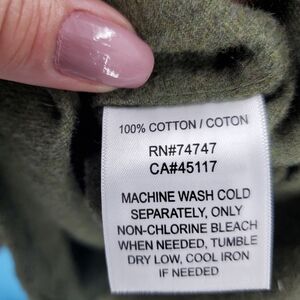 100% COTTON / COTON
RN#74747
CA#45117
MACHINE WASH COLD
SEPARATELY, ONLY
NON-CHLORINE BLEACH
WHEN NEEDED, TUMBLE
DRY LOW, COOL IRON
IF NEEDED